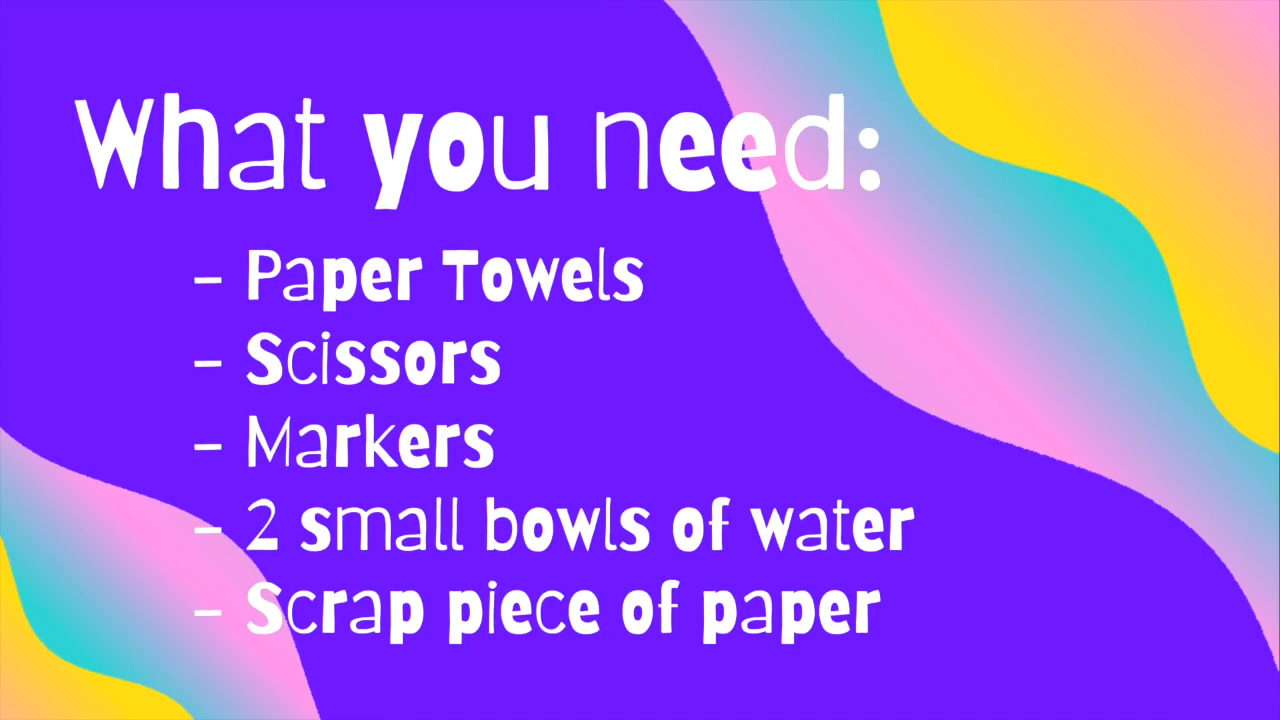 What you need:
– Paper Towels
– Scissors
– Markers
– 2 small bowls of water
– Scrap piece of paper